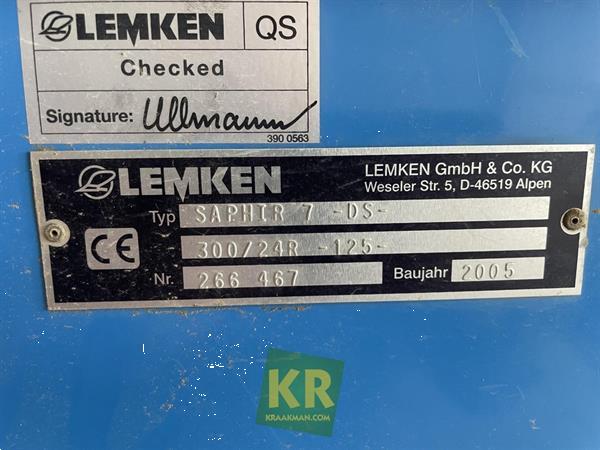 LEMKEN QS
Checked
Signature: Ullmann
390 0563
LEMKEN
LEMKEN GmbH & Co. KG
Weseler Str. 5, D-46519 Alpen
Typ SAPHIR 7 -DS-
300/24R -125-
CE
Nr. 266 467 Baujahr 2005
KR
KRAAKMAN.COM